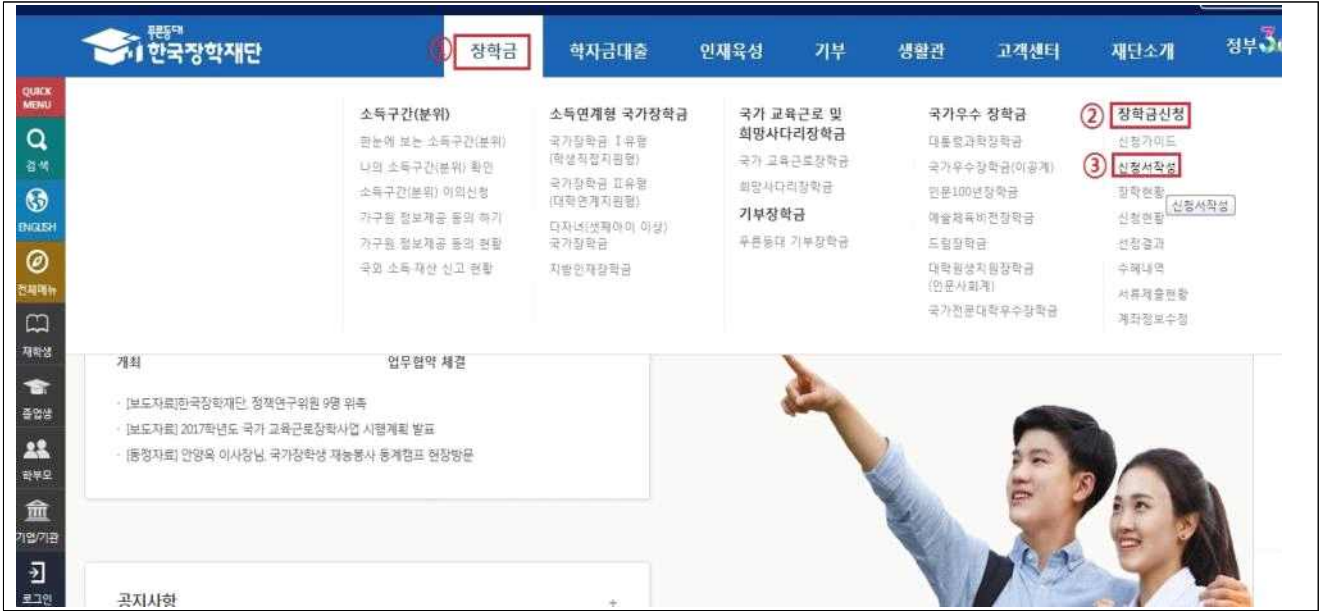 푸른등대
한국장학재단
① 장학금
학자금대출
인재육성
기부
생활관
고객센터
재단소개
정부3.
QUICK
MENU
검색
ENGLISH
전체메뉴
재학생
졸업생
학부모
기업/기관
로그인
소득구간(분위)
한눈에 보는 소득구간(분위)
나의 소득구간(분위) 확인
소득구간(분위) 이의신청
가구원 정보제공 동의 하기
가구원 정보제공 동의 현황
국외 소득 재산 신고 현황
소득연계형 국가장학금
국가장학금 Ⅰ유형
(학생직접지원형)
국가장학금 Ⅱ유형
(대학연계지원형)
다자녀(셋째아이 이상)
국가장학금
지방인재장학금
국가 교육근로 및
희망사다리장학금
국가 교육근로장학금
희망사다리장학금
기부장학금
푸른등대 기부장학금
국가우수 장학금
대통령과학장학금
국가우수장학금(이공계)
인문100년장학금
예술체육비전장학금
드림장학금
대학원생지원장학금
(인문사회계)
국가전문대학우수장학금
② 장학금신청
신청가이드
③ 신청서작성
장학현황
신청서작성
신청현황
선정결과
수혜내역
서류제출현황
계좌정보수정
개최
업무협약 체결
· [보도자료]한국장학재단, 정책연구위원 9명 위촉
· [보도자료] 2017학년도 국가 교육근로장학사업 시행계획 발표
· [동정자료] 안양옥 이사장님, 국가장학생 재능봉사 동계캠프 현장방문
공지사항 +